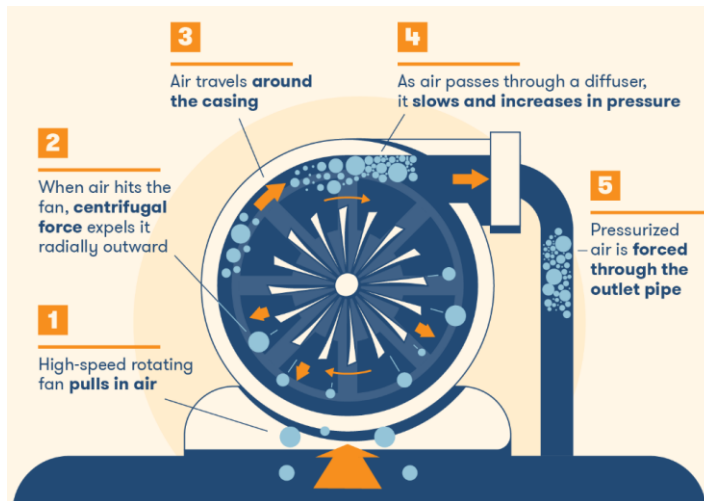 1
High-speed rotating
fan pulls in air
2
When air hits the
fan, centrifugal
force expels it
radially outward
3
Air travels around
the casing
4
As air passes through a diffuser,
it slows and increases in pressure
5
Pressurized
air is forced
through the
outlet pipe